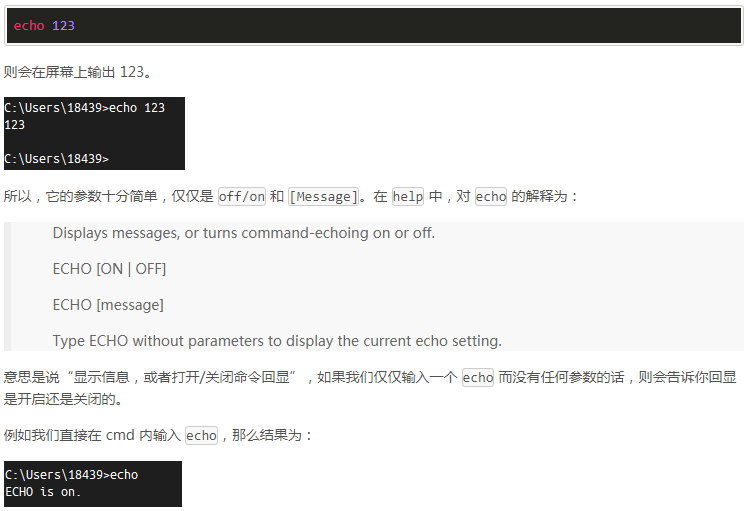 echo 123
则会在屏幕上输出 123。
C:\Users\18439>echo 123
123
C:\Users\18439>
所以，它的参数十分简单，仅仅是 off/on 和 [Message]。在 help 中，对 echo 的解释为：
Displays messages, or turns command-echoing on or off.
ECHO [ON | OFF]
ECHO [message]
Type ECHO without parameters to display the current echo setting.
意思是说“显示信息，或者打开/关闭命令回显”，如果我们仅仅输入一个 echo 而没有任何参数的话，则会告诉你回显
是开启还是关闭的。
例如我们直接在 cmd 内输入 echo，那么结果为：
C:\Users\18439>echo
ECHO is on.